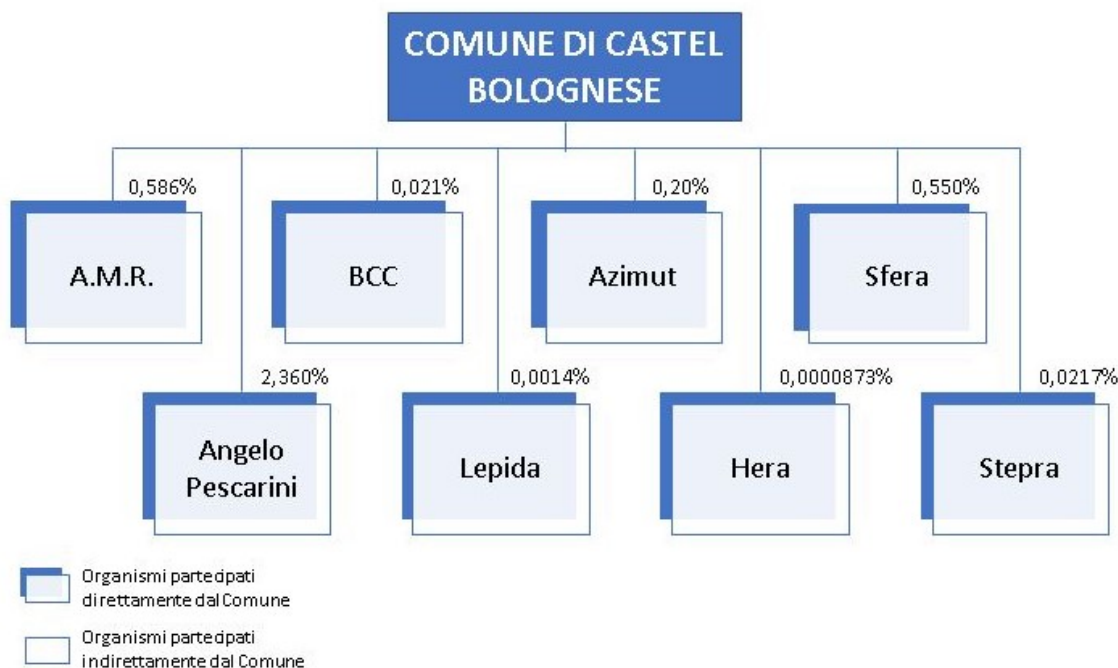 COMUNE DI CASTEL
BOLOGNESE
0,586%
0,021%
0,20%
0,550%
A.M.R.
BCC
Azimut
Sfera
2,360%
0,0014%
0,0000873%
0,0217%
Angelo
Pescarini
Lepida
Hera
Stepra
Organismi partecipati
direttamente dal Comune
Organismi partecipati
indirettamente dal Comune